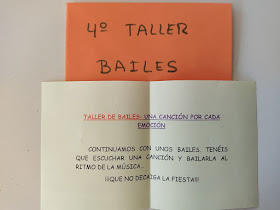 4º TALLER
BAILES
TALLER DE BAILES: UNA CANCIÓN POR CADA
EMOCIÓN
CONTINUAMOS CON UNOS BAILES. TENÉIS
QUE ESCUCHAR UNA CANCIÓN Y BAILARLA AL
RITMO DE LA MÚSICA.
¡¡¡QUE NO DECAIGA LA FIESTA!!!